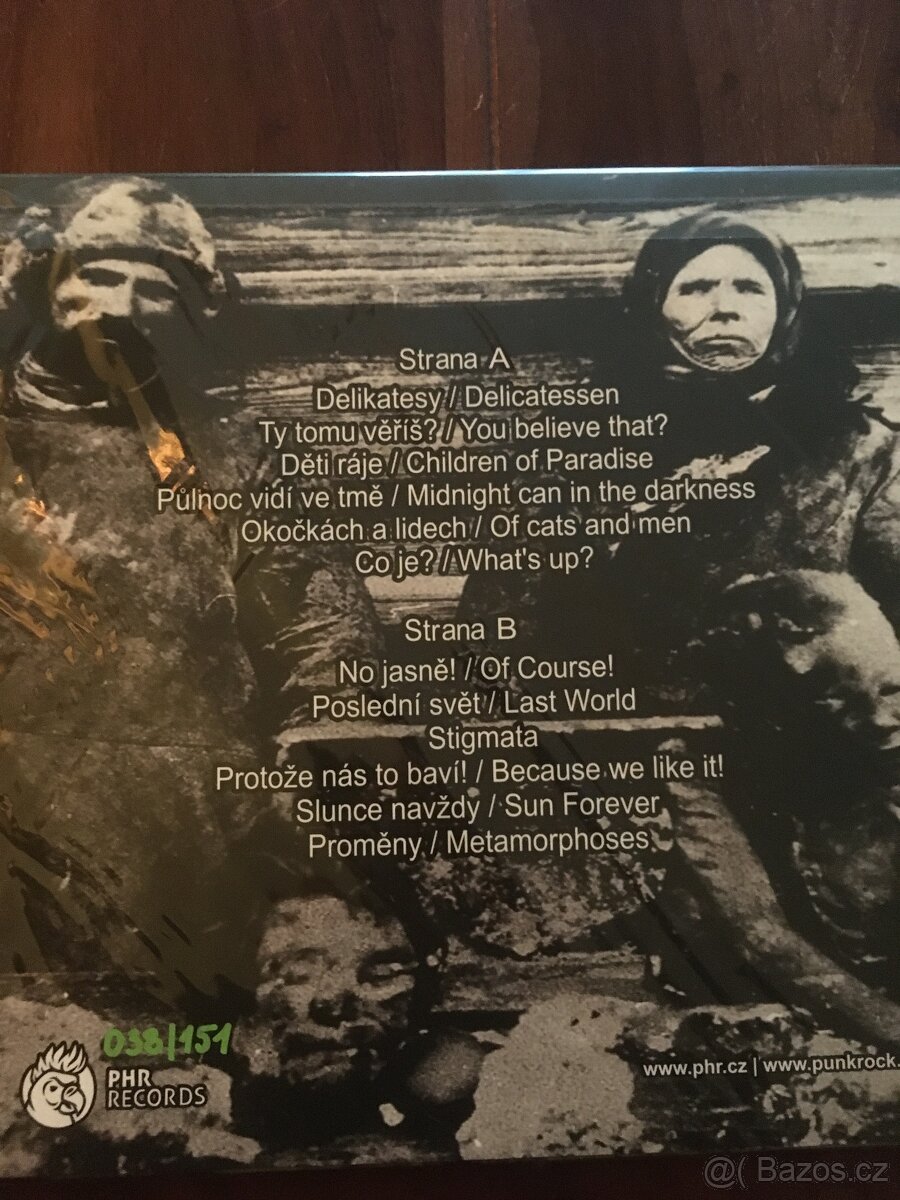 Strana A
Delikatesy / Delicatessen
Ty tomu věříš? / You believe that?
Děti ráje / Children of Paradise
Půlnoc vidí ve tmě / Midnight can in the darkness
Okočkách a lidech / Of cats and men
Co je? / What's up?
Strana B
No jasně! / Of Course!
Poslední svět / Last World
Stigmata
Protože nás to baví! / Because we like it!
Slunce navždy / Sun Forever
Proměny / Metamorphoses
038/151
PHR
RECORDS
www.phr.cz | www.punkrock.
@( Bazos.cz